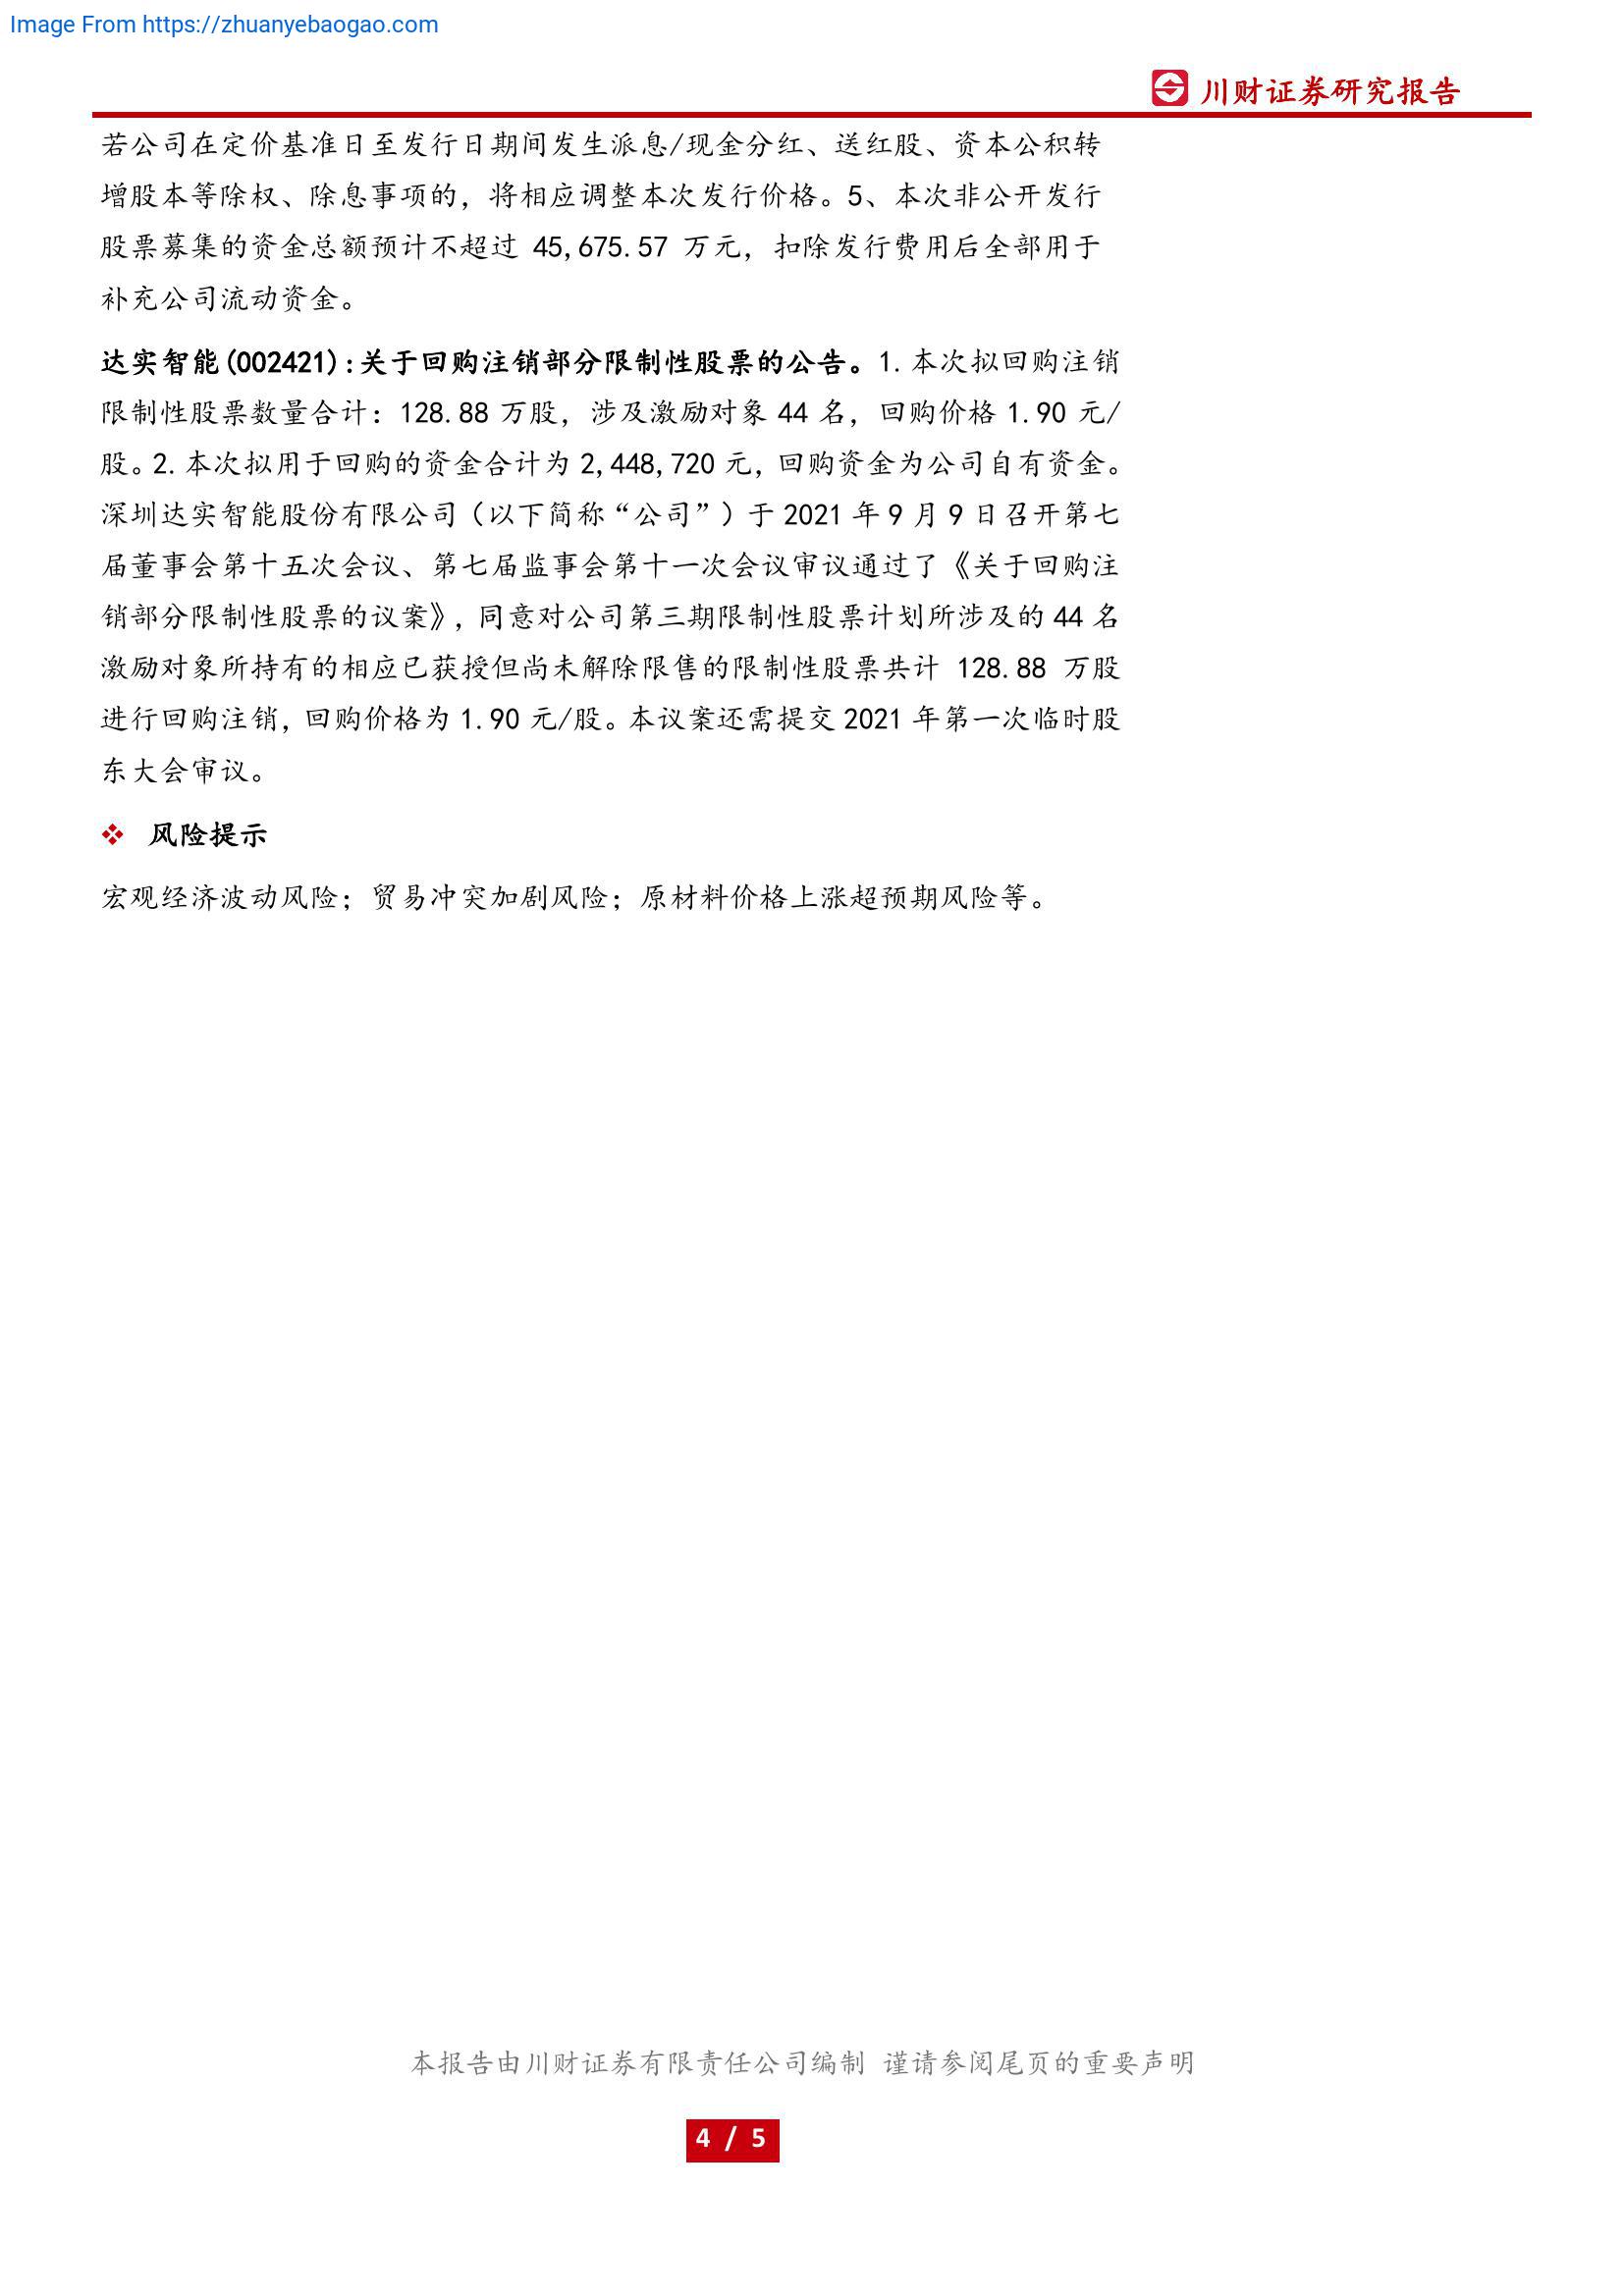 Image From https://zhuanyebaogao.com
川财证券研究报告
若公司在定价基准日至发行日期间发生派息/现金分红、送红股、资本公积转
增股本等除权、除息事项的，将相应调整本次发行价格。5、本次非公开发行
股票募集的资金总额预计不超过 45,675.57 万元，扣除发行费用后全部用于
补充公司流动资金。
达实智能(002421):关于回购注销部分限制性股票的公告。1.本次拟回购注销
限制性股票数量合计：128.88 万股，涉及激励对象 44 名，回购价格 1.90 元/
股。2.本次拟用于回购的资金合计为 2,448,720 元，回购资金为公司自有资金。
深圳达实智能股份有限公司（以下简称“公司”）于 2021 年 9 月 9 日召开第七
届董事会第十五次会议、第七届监事会第十一次会议审议通过了《关于回购注
销部分限制性股票的议案》，同意对公司第三期限制性股票计划所涉及的 44 名
激励对象所持有的相应已获授但尚未解除限售的限制性股票共计 128.88 万股
进行回购注销，回购价格为 1.90 元/股。本议案还需提交 2021 年第一次临时股
东大会审议。
❖ 风险提示
宏观经济波动风险；贸易冲突加剧风险；原材料价格上涨超预期风险等。
本报告由川财证券有限责任公司编制 谨请参阅尾页的重要声明
4 / 5